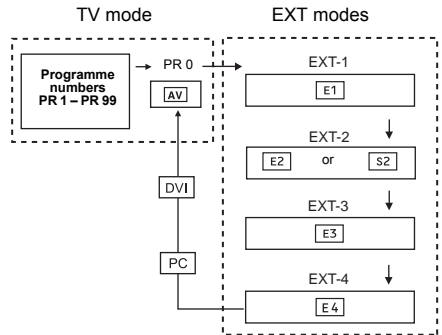 TV mode
EXT modes
Programme
numbers
PR 1 – PR 99
PR 0
AV
DVI
PC
EXT-1
E1
EXT-2
E2 or S2
EXT-3
E3
EXT-4
E4